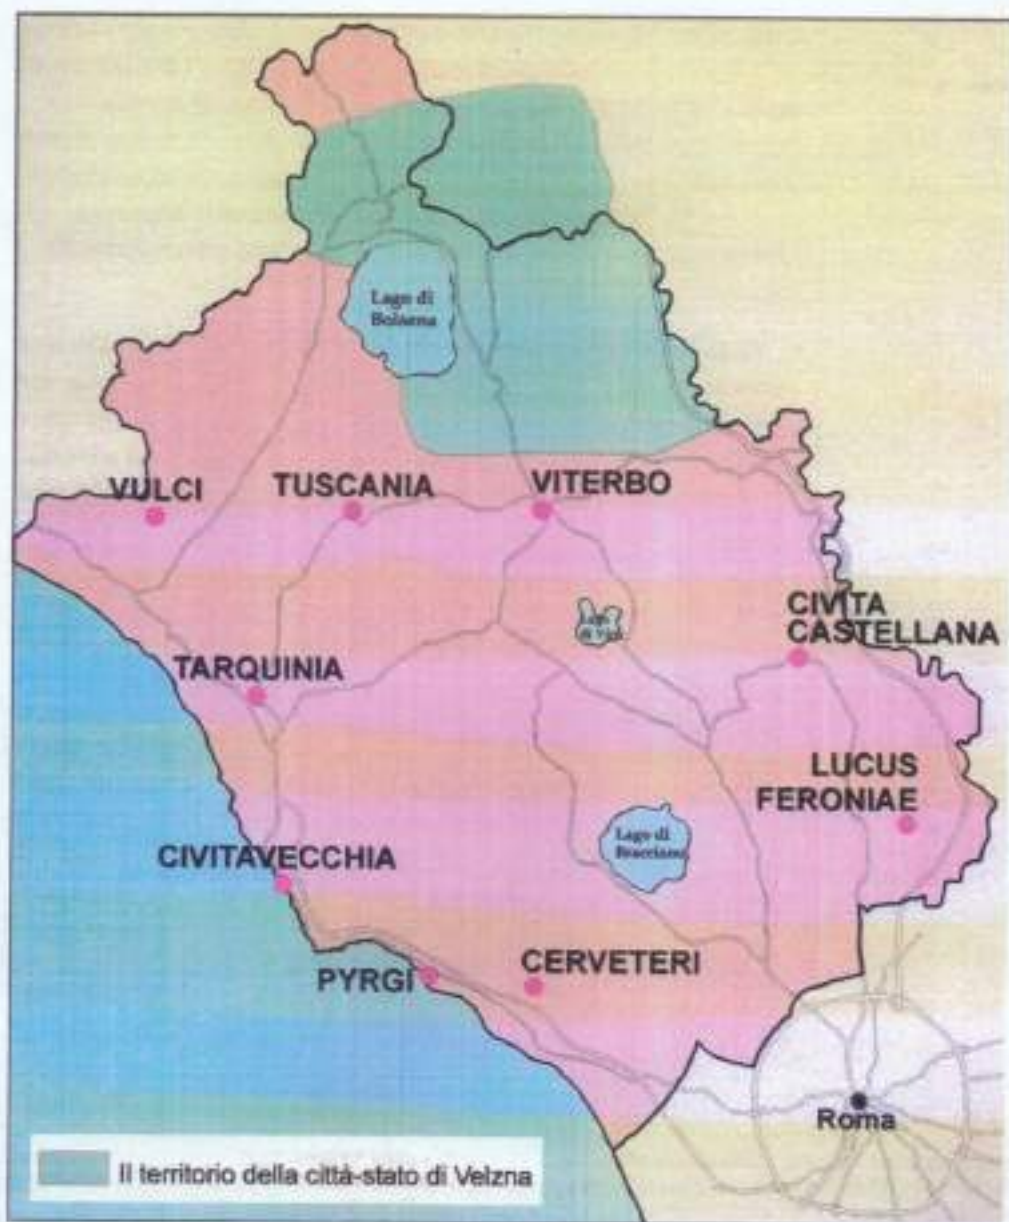 Lago di
Bolsena
VULCI
TUSCANIA
VITERBO
CIVITA
CASTELLANA
TARQUINIA
LUCUS
FERONIAE
Lago di
Bracciano
CIVITAVECCHIA
PYRGI
CERVETERI
Roma
Il territorio della città-stato di Velzna